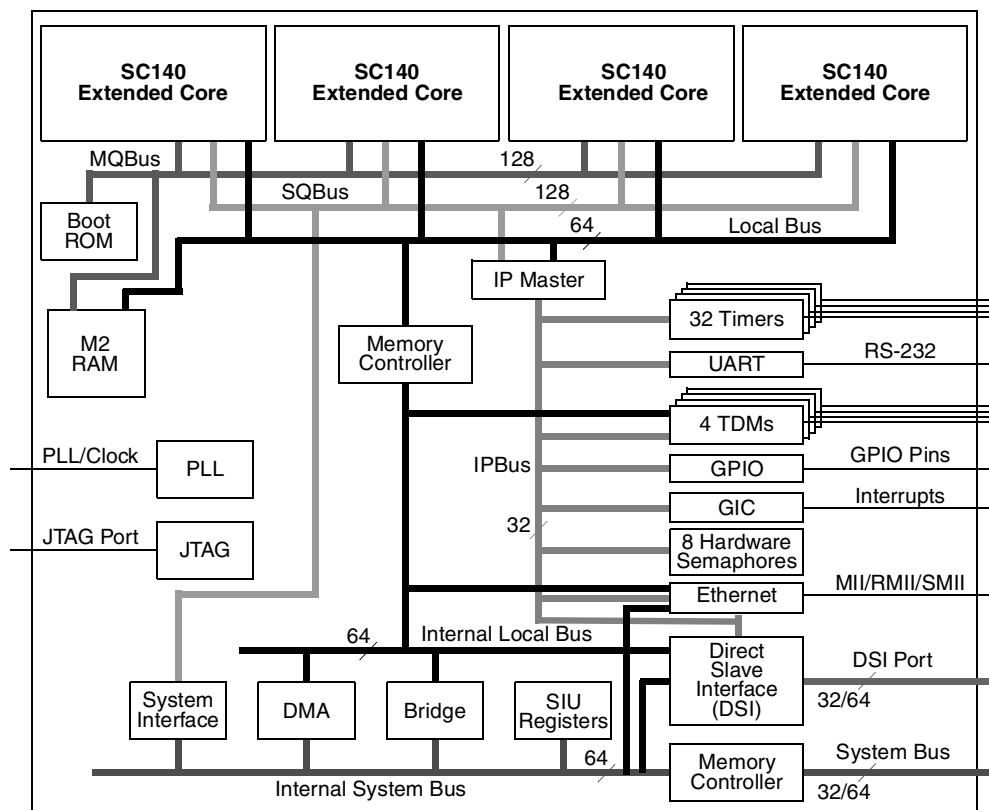 SC140
Extended Core
SC140
Extended Core
SC140
Extended Core
SC140
Extended Core
MQBus
128
SQBus
128
Boot
ROM
64
Local Bus
IP Master
M2
RAM
Memory
Controller
32 Timers
UART
RS-232
4 TDMs
PLL/Clock
PLL
IPBus
GPIO
GPIO Pins
GIC
Interrupts
JTAG Port
JTAG
32
8 Hardware
Semaphores
Ethernet
MII/RMII/SMII
64
Internal Local Bus
Direct
Slave
Interface
(DSI)
DSI Port
32/64
System
Interface
DMA
Bridge
SIU
Registers
64
Internal System Bus
Memory
Controller
System Bus
32/64